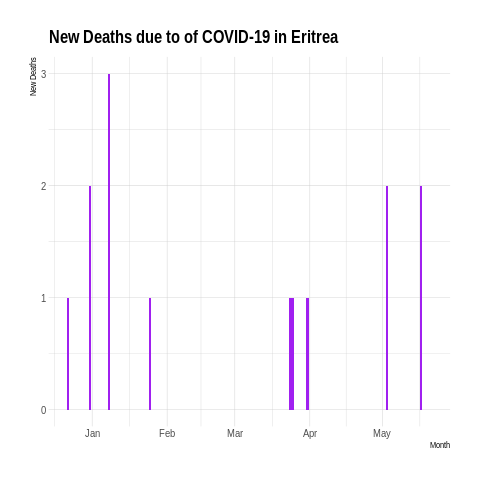 New Deaths due to of COVID-19 in Eritrea
New Deaths
3
2
1
0
Jan Feb Mar Apr May
Month